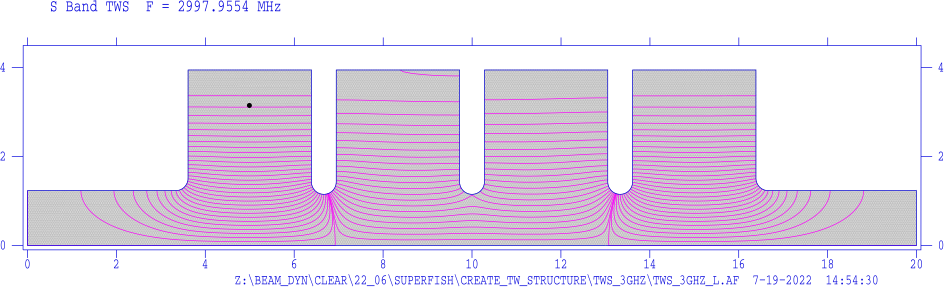 S Band TWS F = 2997.9554 MHz
4 4
2 2
0 0
0 2 4 6 8 10 12 14 16 18 20
Z:\BEAM_DYN\CLEAR\22_06\SUPERFISH\CREATE_TW_STRUCTURE\TWS_3GHZ\TWS_3GHZ_L.AF 7-19-2022 14:54:30